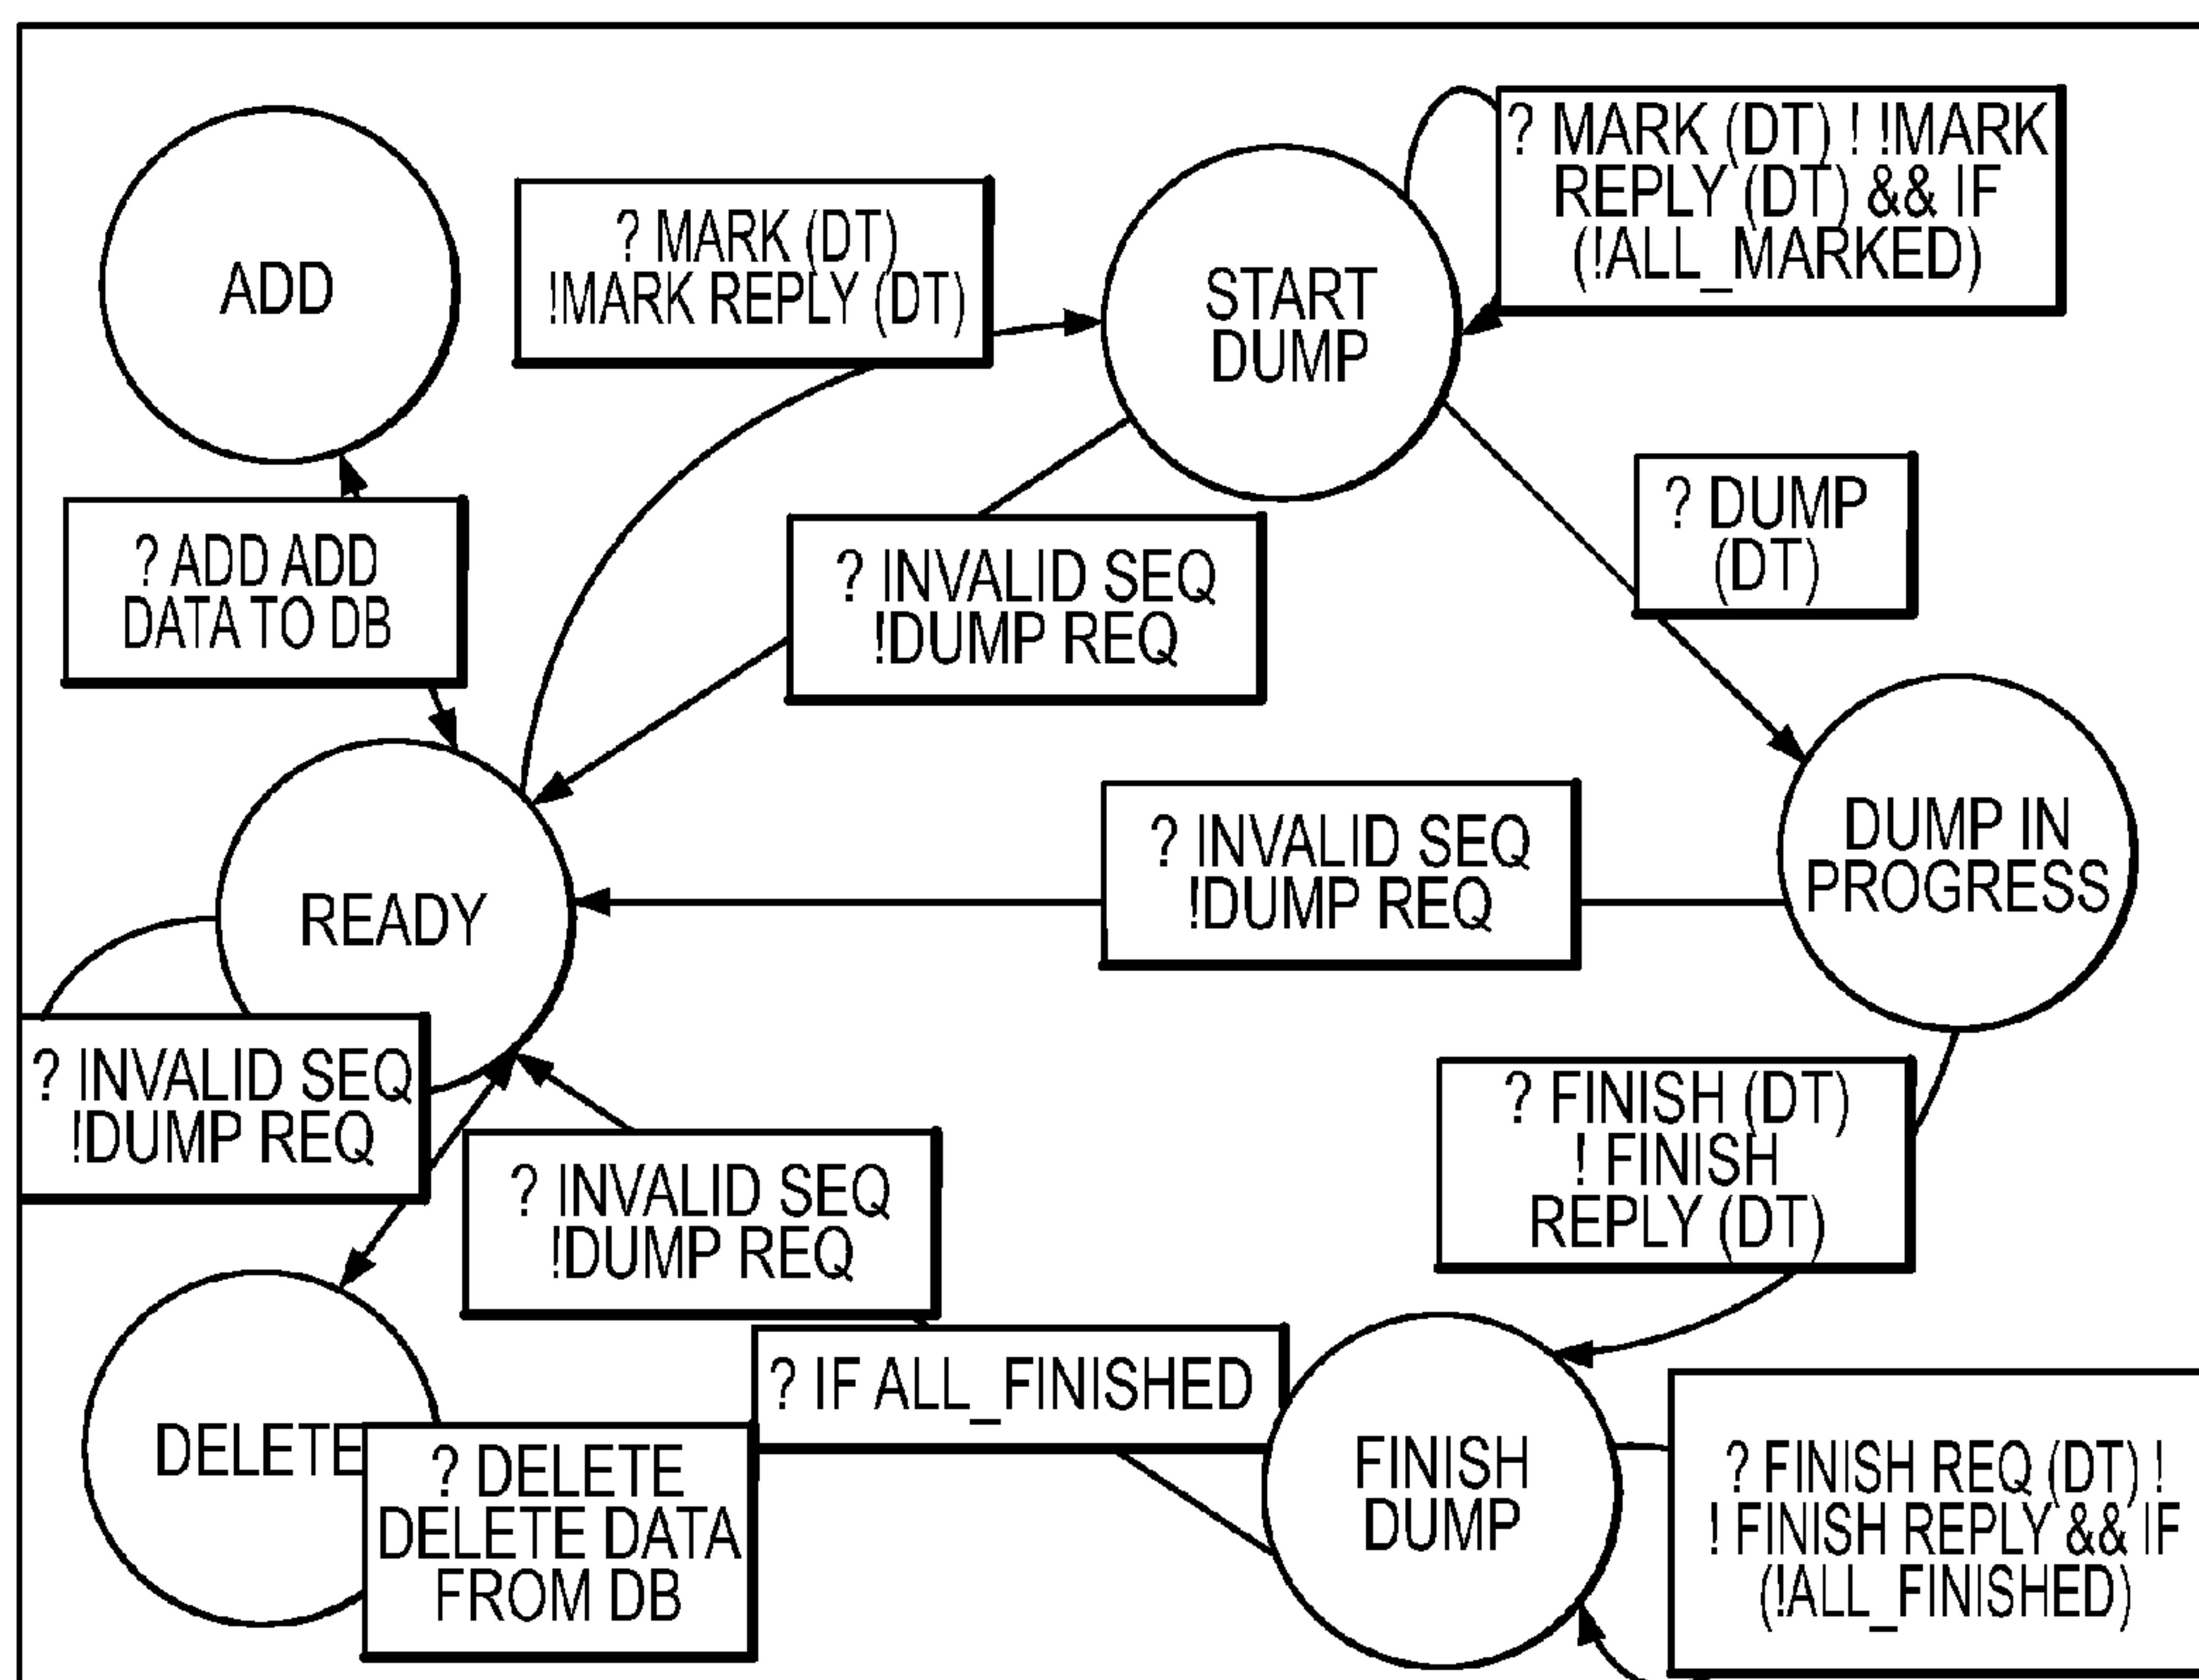 ADD
? MARK (DT)
!MARK REPLY (DT)
START
DUMP
? MARK (DT) ! !MARK
REPLY (DT) && IF
(!ALL_MARKED)
? ADD ADD
DATA TO DB
? INVALID SEQ
!DUMP REQ
? DUMP
(DT)
READY
? INVALID SEQ
!DUMP REQ
DUMP IN
PROGRESS
? INVALID SEQ
!DUMP REQ
? INVALID SEQ
!DUMP REQ
? FINISH (DT)
! FINISH
REPLY (DT)
DELETE
? DELETE
DELETE DATA
FROM DB
? IF ALL_FINISHED
FINISH
DUMP
? FINISH REQ (DT) !
! FINISH REPLY && IF
(!ALL_FINISHED)